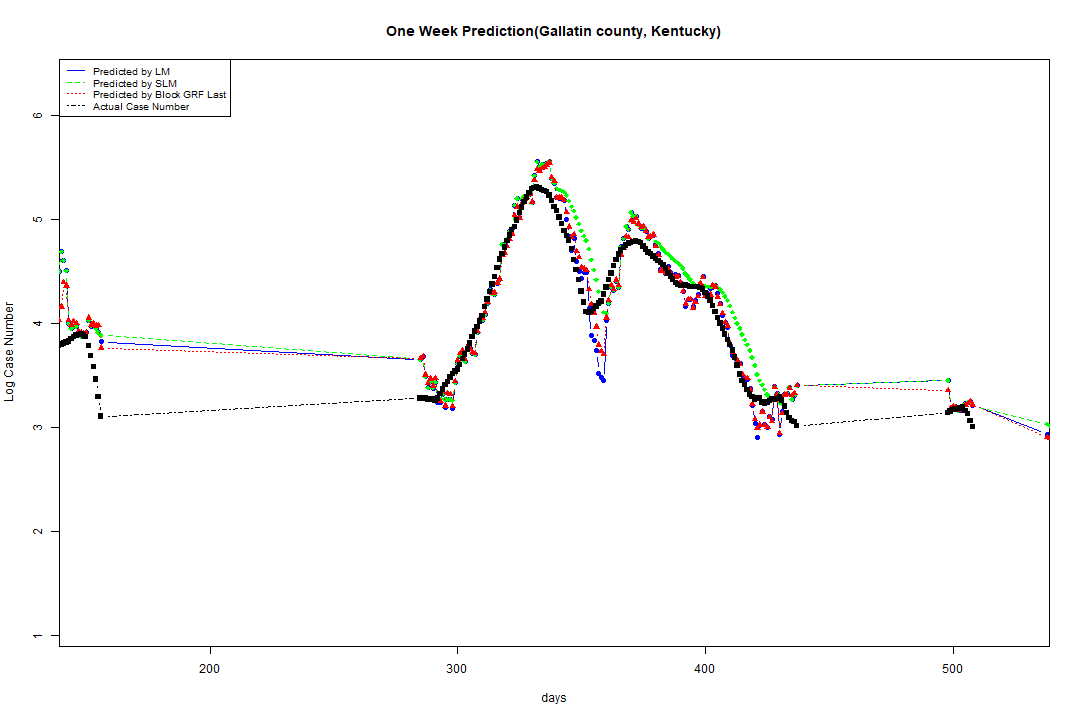 One Week Prediction(Gallatin county, Kentucky)
Predicted by LM
Predicted by SLM
Predicted by Block GRF Last
Actual Case Number
6
5
4
3
2
1
Log Case Number
200
300
400
500
days